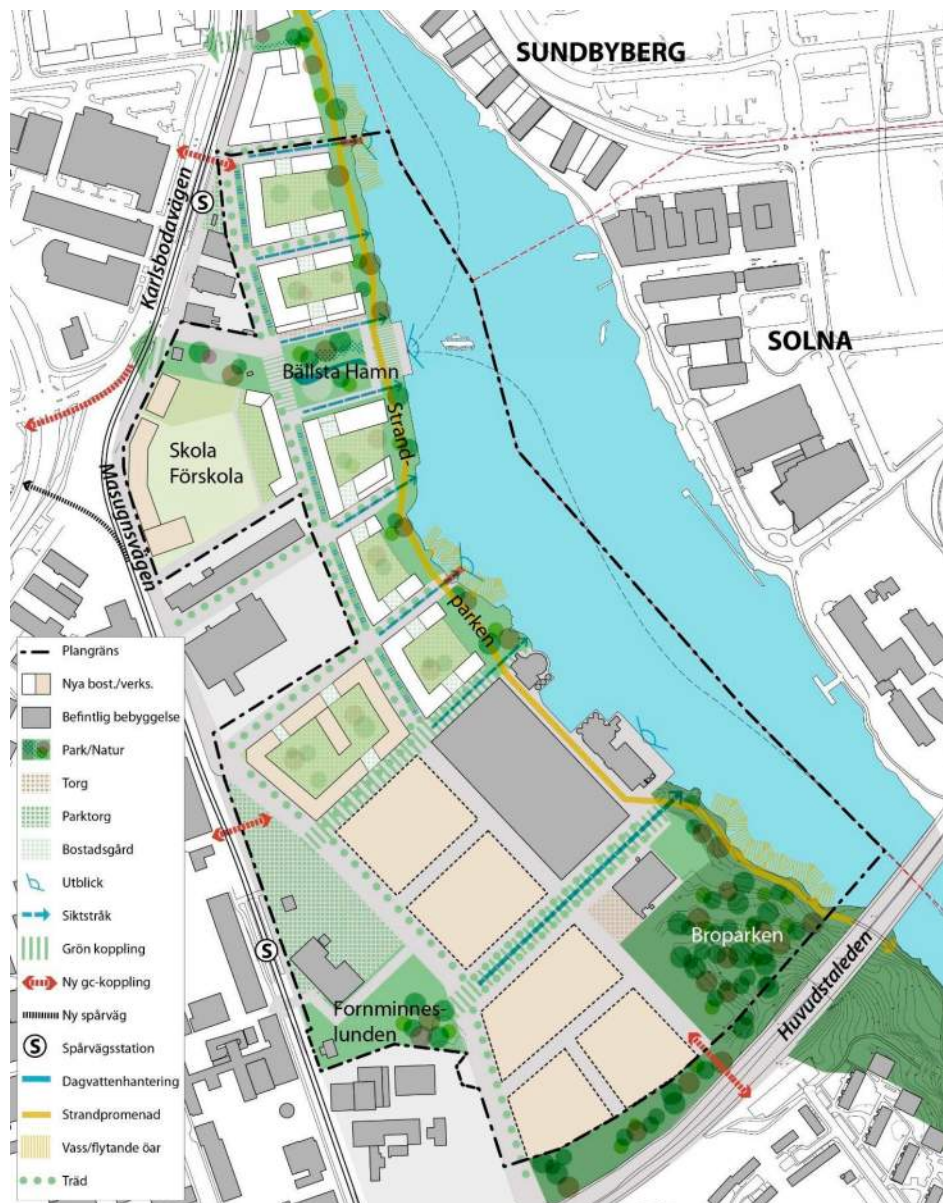 SUNDBYBERG
SOLNA
Karlsbodavägen
S
Bällsta Hamn
Strand-
parken
Skola
Förskola
Masugnsvägen
S
Broparken
Fornminnes-
lunden
Huvudstaleden
Plangräns
Nya bost./verks.
Befintlig bebyggelse
Park/Natur
Torg
Parktorg
Bostadsgård
Utblick
Siktstråk
Grön koppling
Ny gc-koppling
Ny spårväg
S Spårvägsstation
Dagvattenhantering
Strandpromenad
Vass/flytande öar
Träd